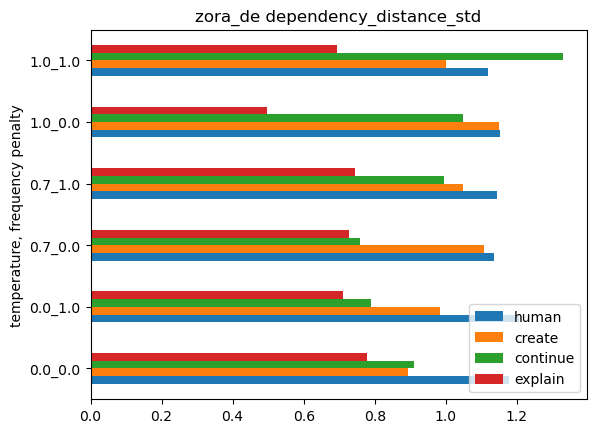 zora_de dependency_distance_std
temperature, frequency penalty
1.0_1.0
1.0_0.0
0.7_1.0
0.7_0.0
0.0_1.0
0.0_0.0
human
create
continue
explain
0.0 0.2 0.4 0.6 0.8 1.0 1.2